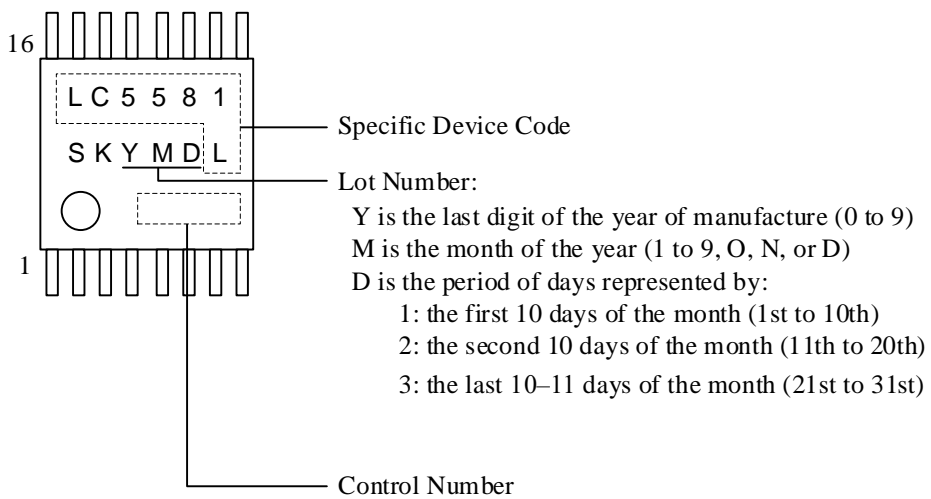 16
LC5581
Specific Device Code
SKYMDL
Lot Number:
Y is the last digit of the year of manufacture (0 to 9)
M is the month of the year (1 to 9, O, N, or D)
1
D is the period of days represented by:
1: the first 10 days of the month (1st to 10th)
2: the second 10 days of the month (11th to 20th)
3: the last 10–11 days of the month (21st to 31st)
Control Number